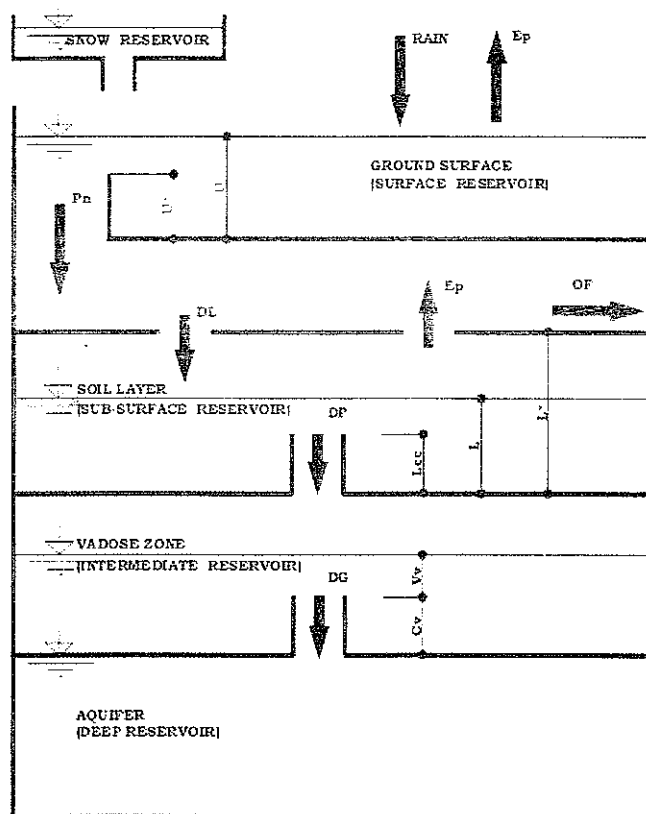 SNOW RESERVOIR
RAIN
Ep
GROUND SURFACE
[SURFACE RESERVOIR]
U
U*
Pn
Ep
OF
DL
SOIL LAYER
[SUB-SURFACE RESERVOIR]
DP
Lcc
L
L*
VADOSE ZONE
[INTERMEDIATE RESERVOIR]
DG
Vv
Cv
AQUIFER
[DEEP RESERVOIR]